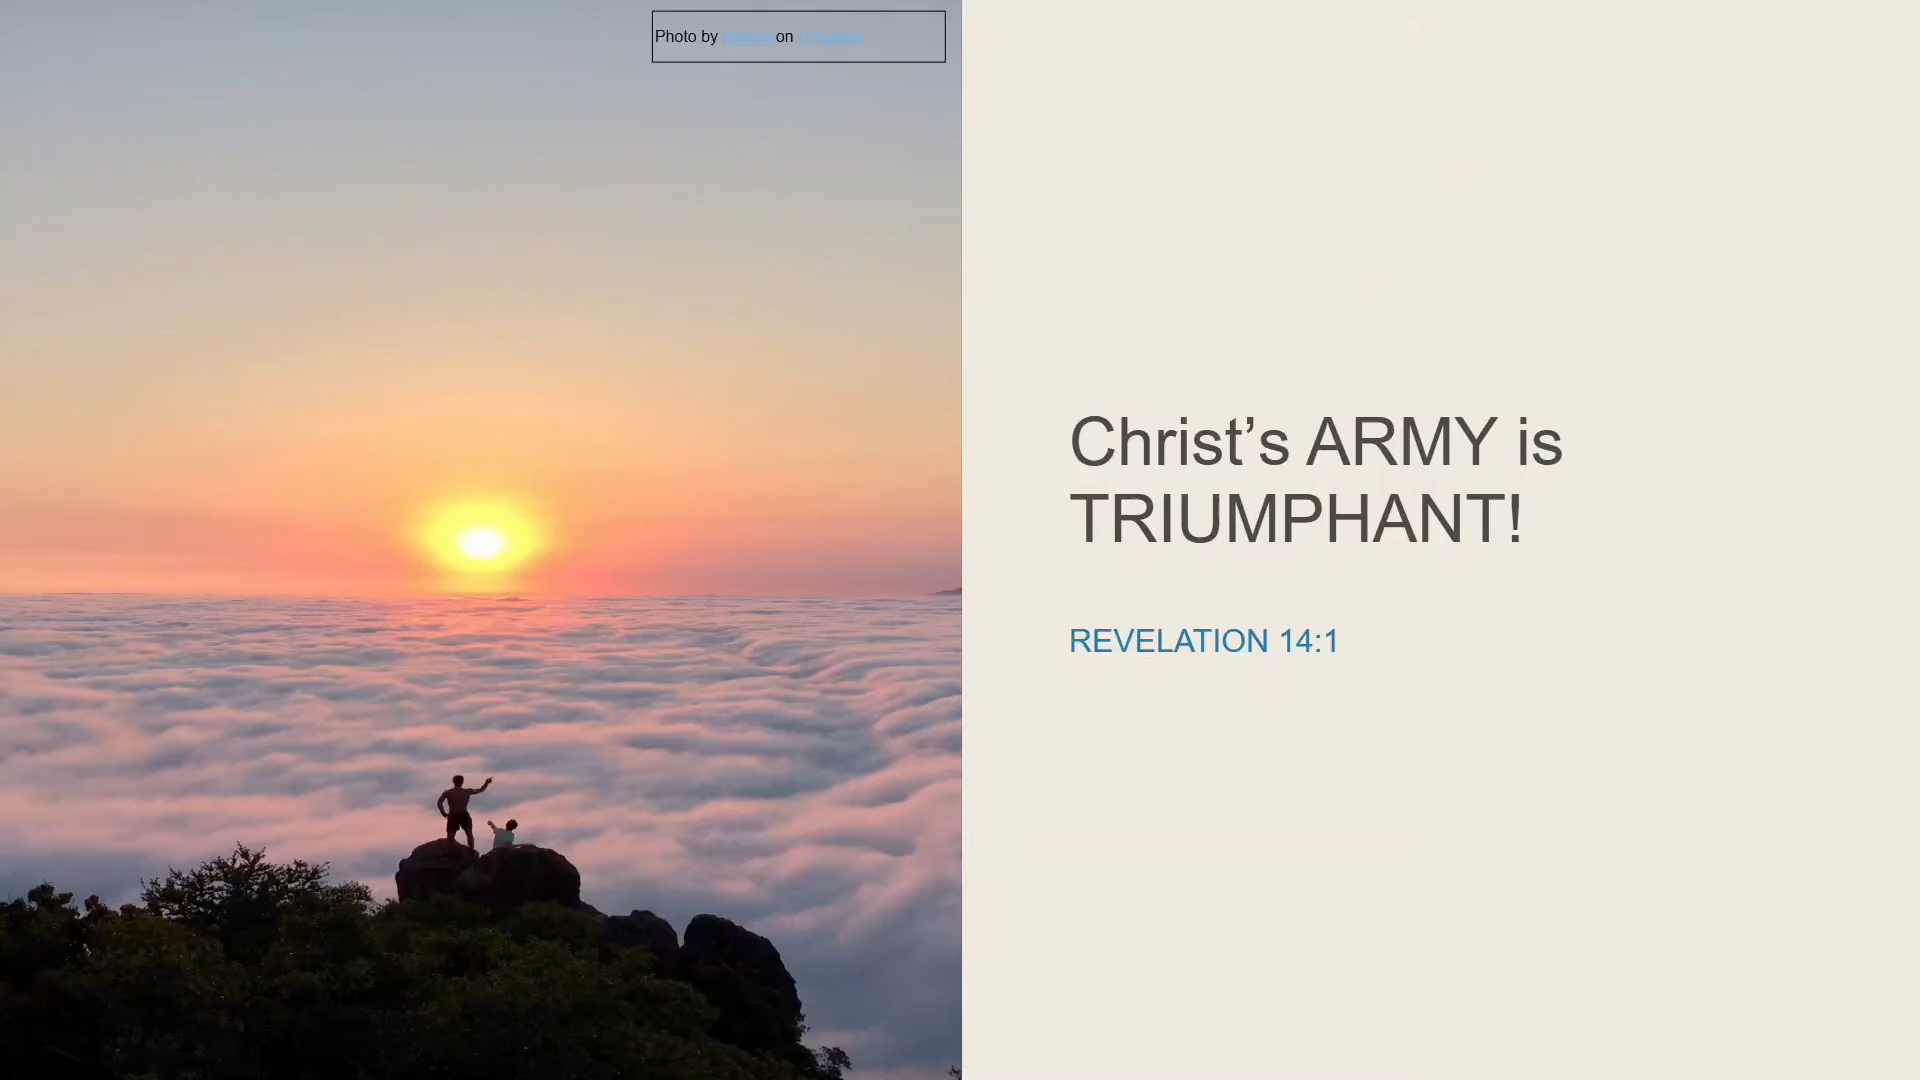 Photo by on
Christ’s ARMY is
TRIUMPHANT!
REVELATION 14:1